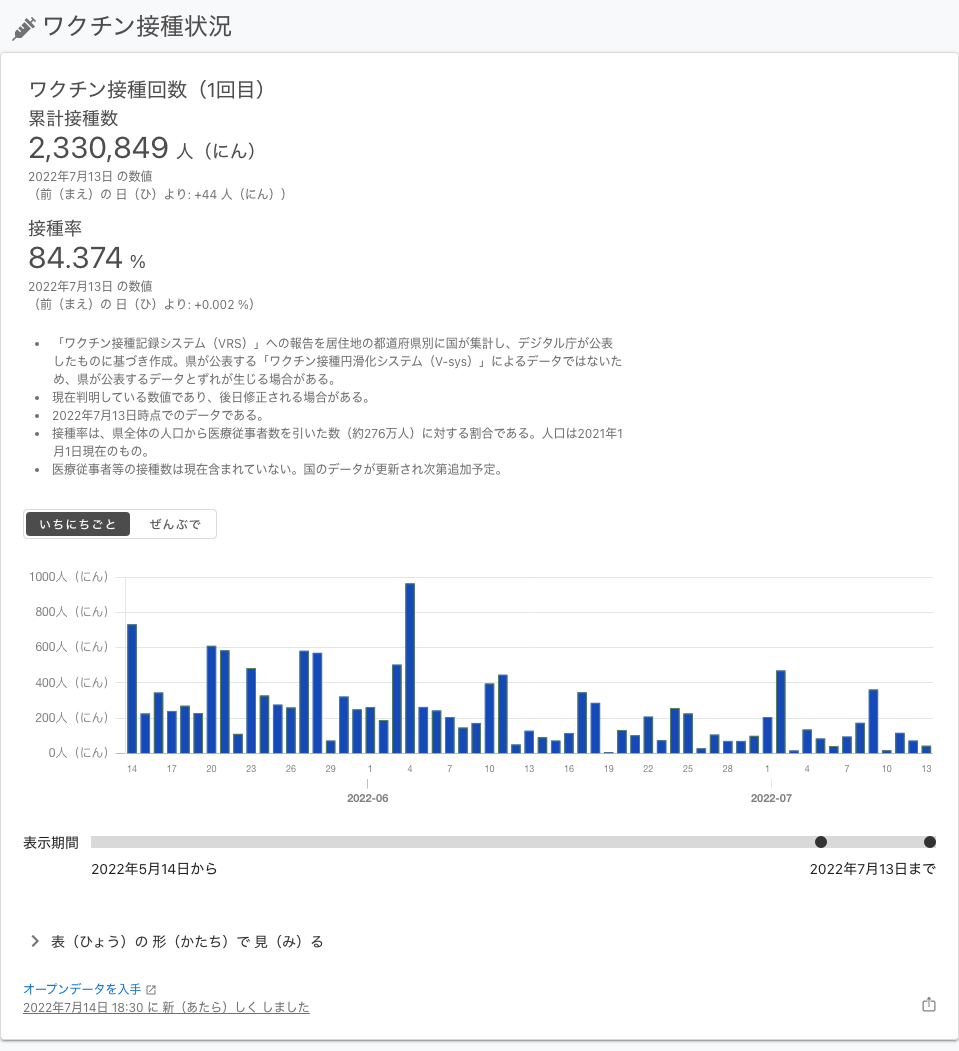 ワクチン接種状況
ワクチン接種回数（1回目）
累計接種数
2,330,849 人（にん）
2022年7月13日 の数値
（前（まえ）の 日（ひ）より: +44 人（にん））
接種率
84.374 %
2022年7月13日 の数値
（前（まえ）の 日（ひ）より: +0.002 %）
• 「ワクチン接種記録システム（VRS）」への報告を居住地の都道府県別に国が集計し、デジタル庁が公表
したものに基づき作成。県が公表する「ワクチン接種円滑化システム（V-sys）」によるデータではないた
め、県が公表するデータとずれが生じる場合がある。
• 現在判明している数値であり、後日修正される場合がある。
• 2022年7月13日時点でのデータである。
• 接種率は、県全体の人口から医療従事者数を引いた数（約276万人）に対する割合である。人口は2021年1
月1日現在のもの。
• 医療従事者等の接種数は現在含まれていない。国のデータが更新され次第追加予定。
いちにちごと ぜんぶで
1000人（にん）
800人（にん）
600人（にん）
400人（にん）
200人（にん）
0人（にん）
14 17 20 23 26 29 1 4 7 10 13 16 19 22 25 28 1 4 7 10 13
2022-06 2022-07
表示期間
2022年5月14日から 2022年7月13日まで
表（ひょう）の 形（かたち）で 見（み）る
オープンデータを入手
2022年7月14日 18:30 に 新（あたら）しく しました